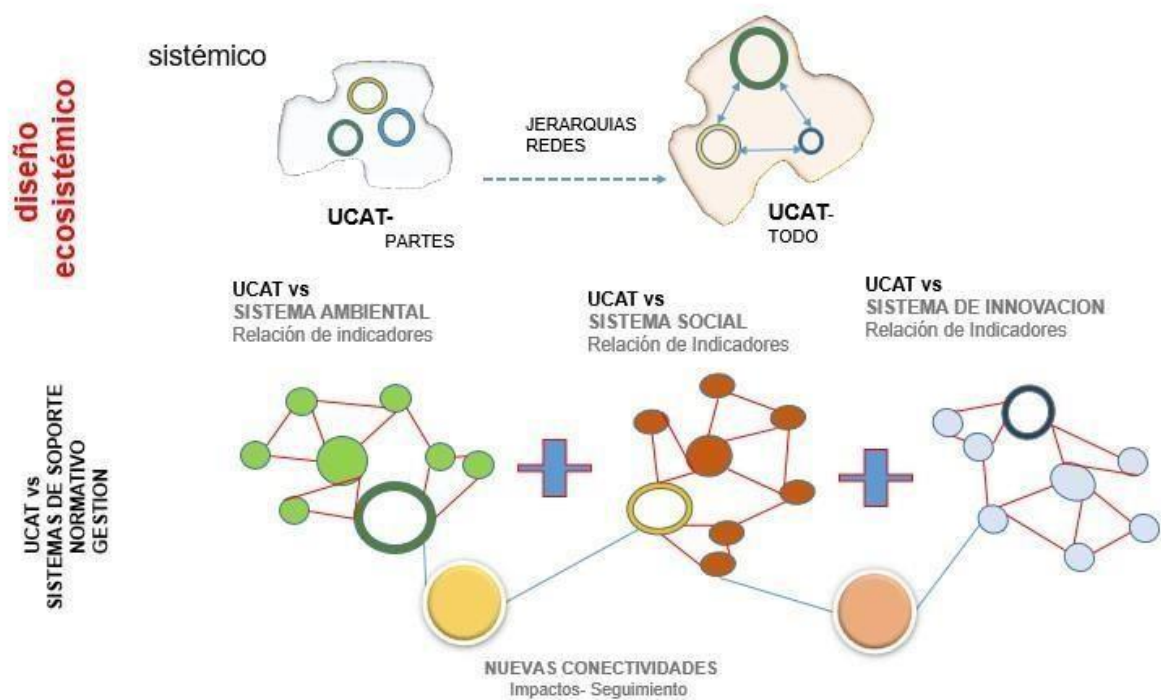 sistémico
diseño
ecosistémico
JERARQUIAS
REDES
UCAT-
PARTES
UCAT-
TODO
UCAT vs
SISTEMA AMBIENTAL
Relación de indicadores
UCAT vs
SISTEMA SOCIAL
Relación de Indicadores
UCAT vs
SISTEMA DE INNOVACION
Relación de Indicadores
UCAT vs
SISTEMAS DE SOPORTE
NORMATIVO
GESTION
NUEVAS CONECTIVIDADES
Impactos- Seguimiento